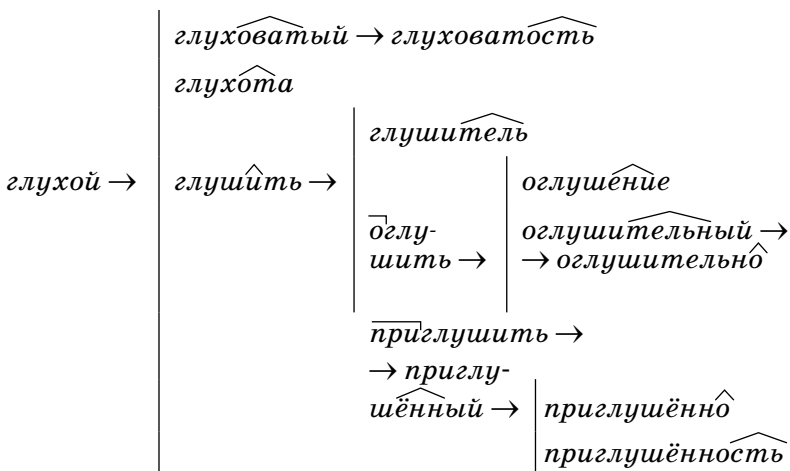 глуховатый → глуховатость
глухота
глушитель
глухой → глушить → оглушение
оглу- оглушительный →
шить → → оглушительно
приглушить →
→ приглу-
шённый → приглушённо
приглушённость